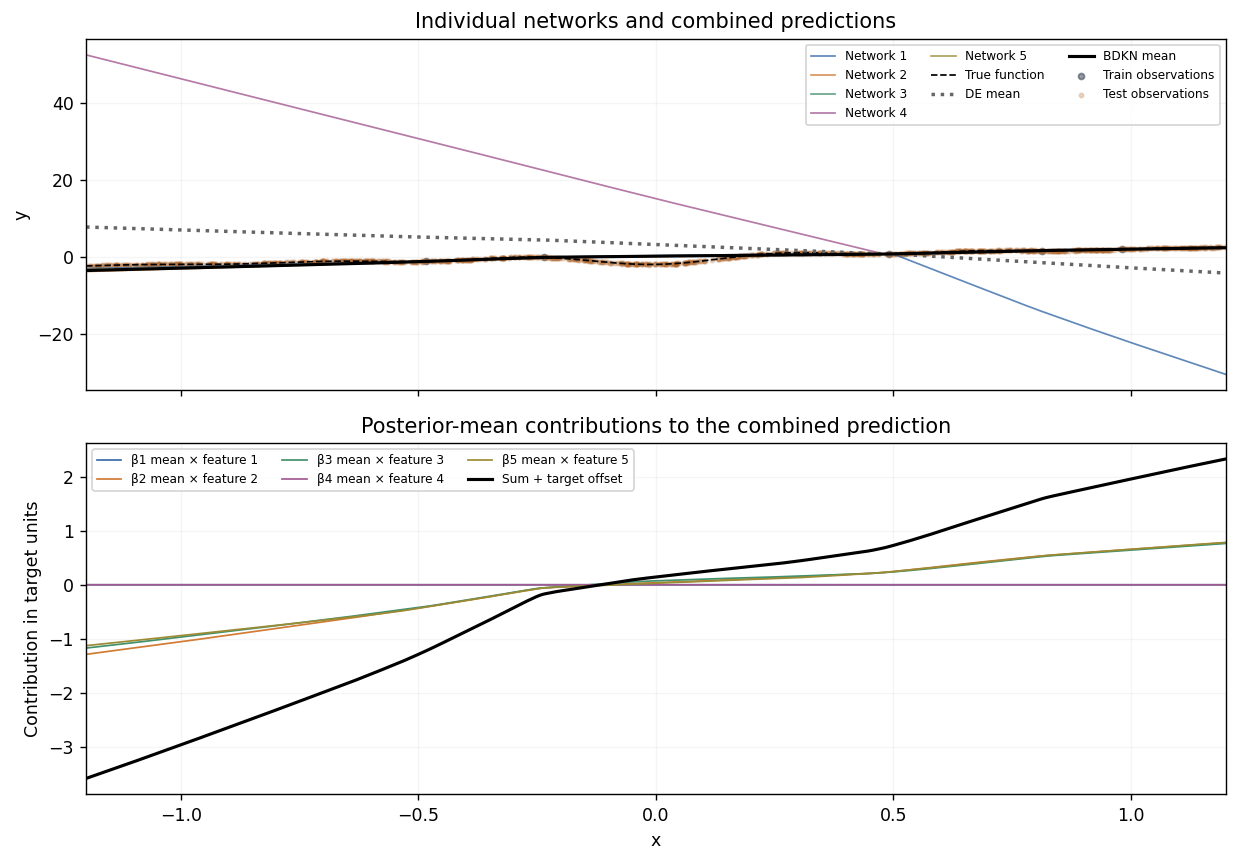 Individual networks and combined predictions
Network 1
Network 2
Network 3
Network 4
Network 5
True function
DE mean
BDKN mean
Train observations
Test observations
40
20
0
−20
y
Posterior-mean contributions to the combined prediction
β1 mean × feature 1
β2 mean × feature 2
β3 mean × feature 3
β4 mean × feature 4
β5 mean × feature 5
Sum + target offset
2
1
0
−1
−2
−3
Contribution in target units
−1.0
−0.5
0.0
0.5
1.0
x